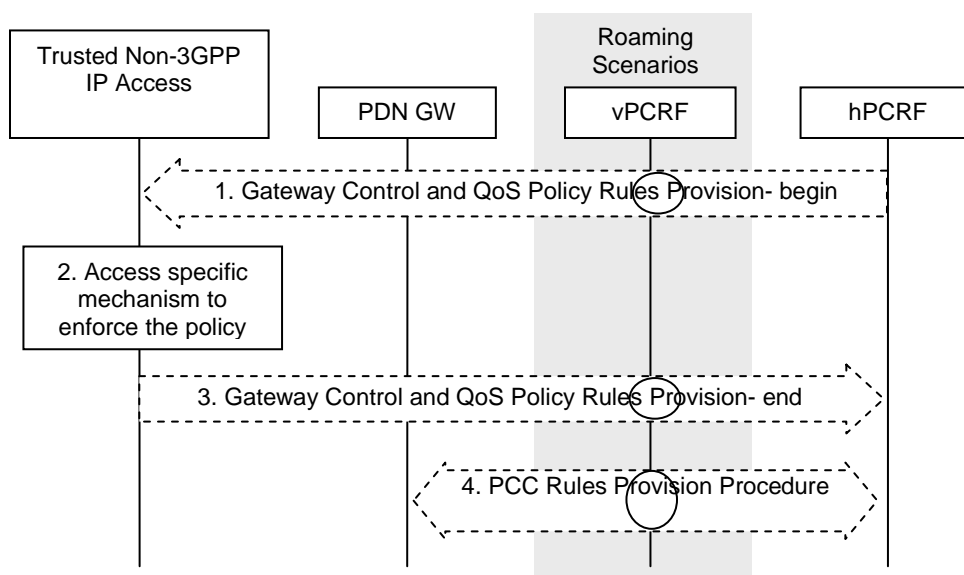 Roaming
Scenarios
Trusted Non-3GPP
IP Access
PDN GW
vPCRF
hPCRF
1. Gateway Control and QoS Policy Rules Provision- begin
2. Access specific
mechanism to
enforce the policy
3. Gateway Control and QoS Policy Rules Provision- end
4. PCC Rules Provision Procedure